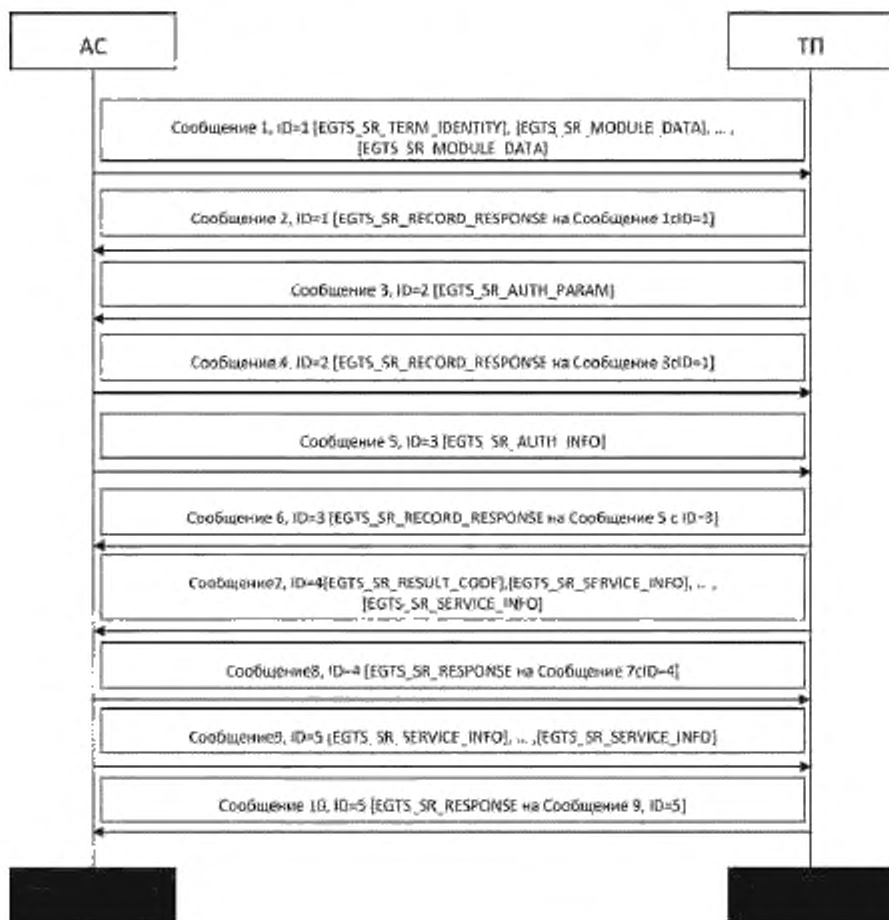 АС
ТП
Сообщение 1, ID=1 [EGTS_SR_TERM_IDENTITY], [EGTS_SR_MODULE_DATA], ... ,
[EGTS_SR_MODULE_DATA]
Сообщение 2, ID=1 [EGTS_SR_RECORD_RESPONSE на Сообщение 1сID=1]
Сообщение 3, ID=2 [EGTS_SR_AUTH_PARAM]
Сообщение 4, ID=2 [EGTS_SR_RECORD_RESPONSE на Сообщение 3сID=1]
Сообщение 5, ID=3 [EGTS_SR_AUTH_INFO]
Сообщение 6, ID=3 [EGTS_SR_RECORD_RESPONSE на Сообщение 5 с ID=3]
Сообщение7, ID=4[EGTS_SR_RESULT_CODE],[EGTS_SR_SERVICE_INFO], ... ,
[EGTS_SR_SERVICE_INFO]
Сообщение8, ID=4 [EGTS_SR_RESPONSE на Сообщение 7сID=4]
Сообщение9, ID=5 [EGTS_SR_SERVICE_INFO], ... ,[EGTS_SR_SERVICE_INFO]
Сообщение 10, ID=5 [EGTS_SR_RESPONSE на Сообщение 9, ID=5]